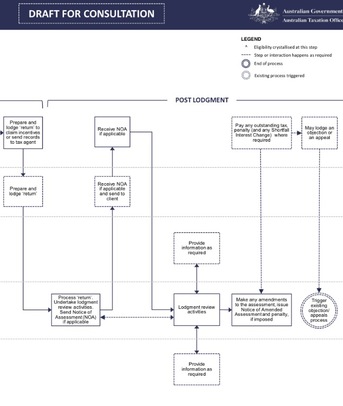 DRAFT FOR CONSULTATION
Australian Government
Australian Taxation Office
LEGEND
* Eligibility crystallised at this step
Step or interaction happens as required
End of process
Existing process triggered
POST LODGMENT
Prepare and
lodge 'return' to
claim incentives
or send records
to tax agent
Receive NOA
if applicable
Pay any outstanding tax,
penalty (and any Shortfall
Interest Change) where
required
May lodge an
objection or
an appeal
Prepare and
lodge 'return'
Receive NOA
if applicable
and send to
client
Provide
information as
required
Process 'return'.
Undertake lodgment
review activities.
Send Notice of
Assessment (NOA)
if applicable
Lodgment review
activities
Make any amendments
to the assessment, issue
Notice of Amended
Assessment and penalty,
if imposed
Trigger
existing
objection/
appeals
process
Provide
information as
required